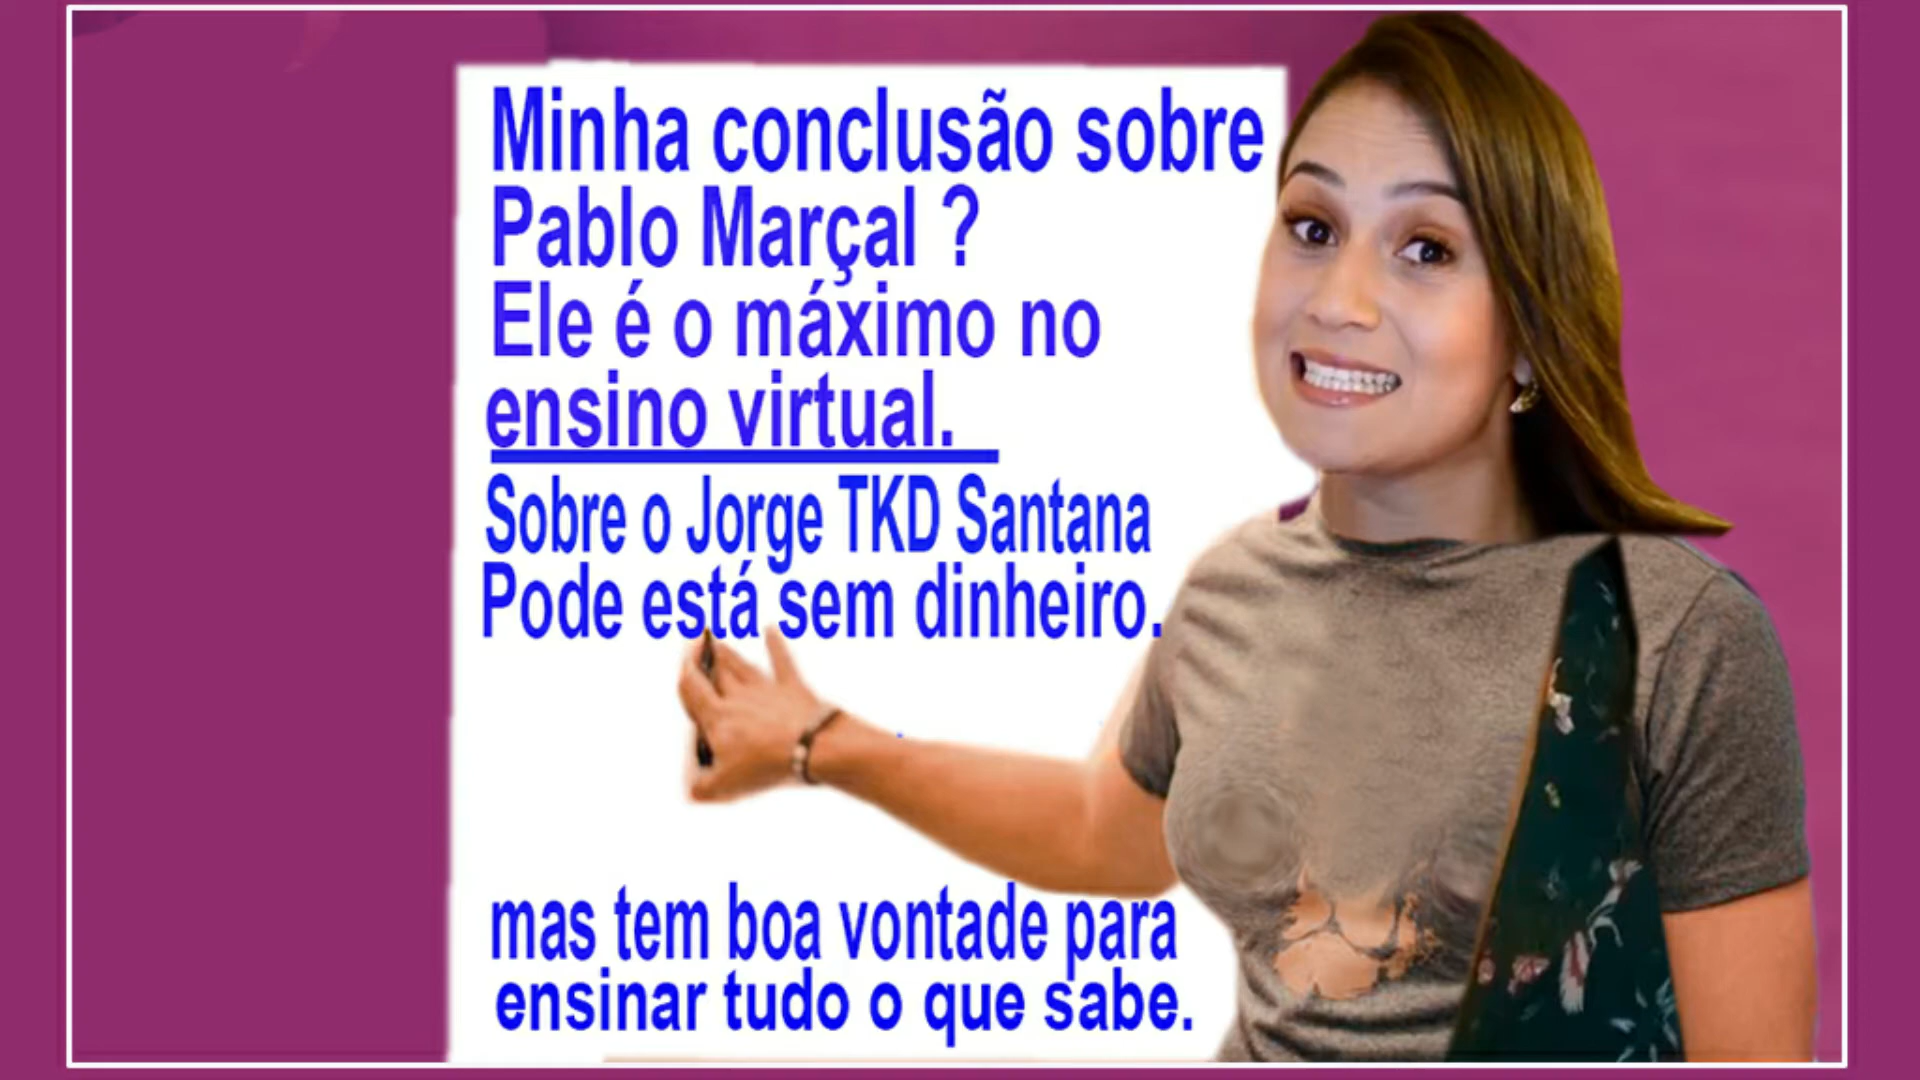 Minha conclusão sobre
Pablo Marçal ?
Ele é o máximo no
ensino virtual.
Sobre o Jorge TKD Santana
Pode está sem dinheiro.
mas tem boa vontade para
ensinar tudo o que sabe.